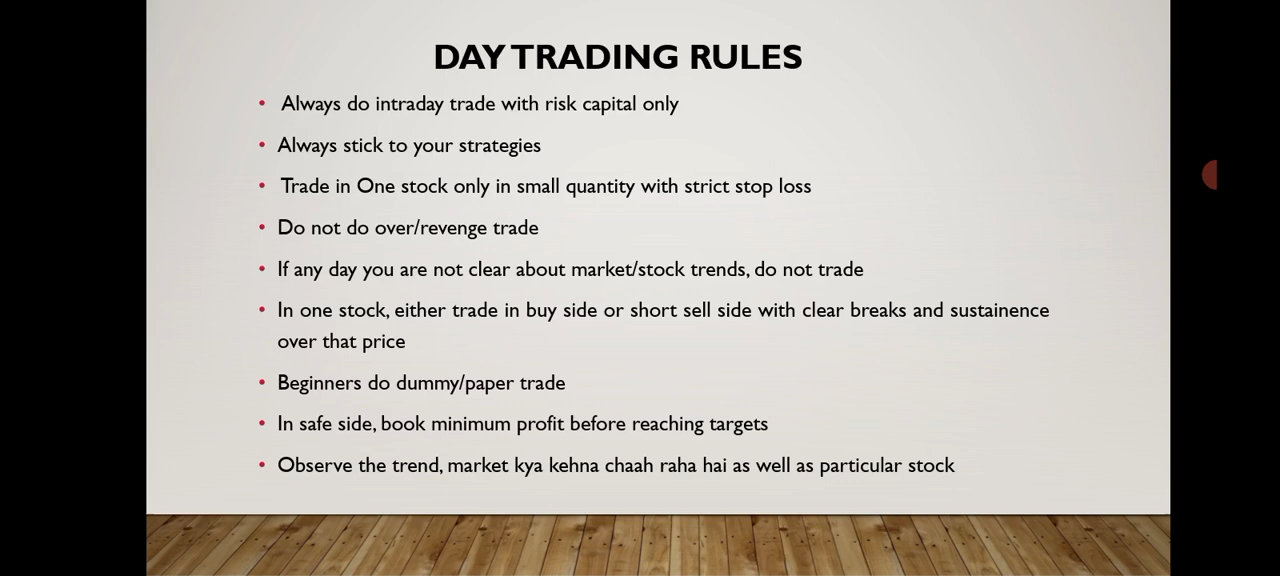 DAY TRADING RULES
• Always do intraday trade with risk capital only
• Always stick to your strategies
• Trade in One stock only in small quantity with strict stop loss
• Do not do over/revenge trade
• If any day you are not clear about market/stock trends, do not trade
• In one stock, either trade in buy side or short sell side with clear breaks and sustainence
over that price
• Beginners do dummy/paper trade
• In safe side, book minimum profit before reaching targets
• Observe the trend, market kya kehna chaah raha hai as well as particular stock